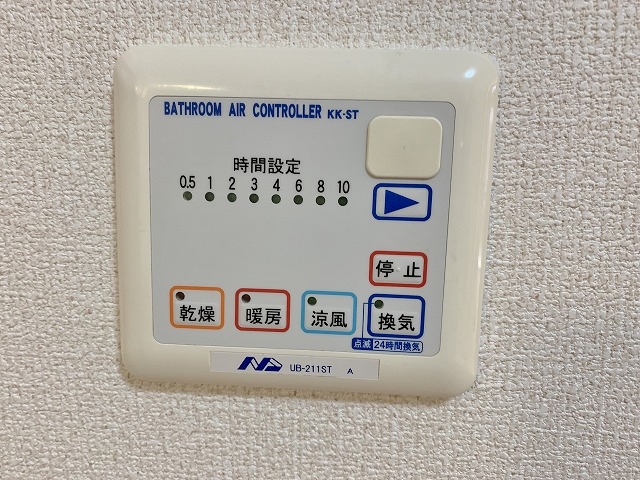 BATHROOM AIR CONTROLLER KK-ST
時間設定
0.5 1 2 3 4 6 8 10
停止
乾燥 暖房 涼風 換気
点滅 24時間換気
UB-211ST A